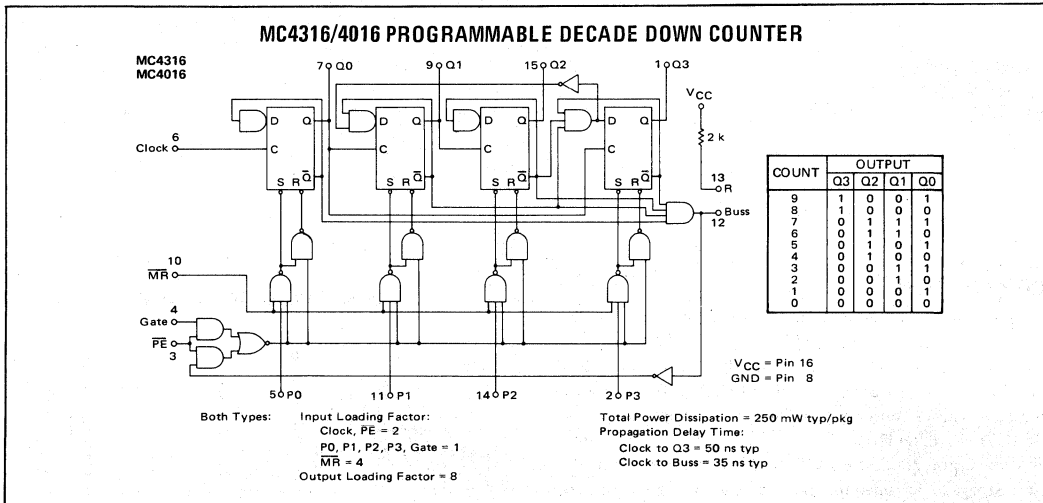 MC4316/4016 PROGRAMMABLE DECADE DOWN COUNTER
MC4316
MC4016
7 Q0
9 Q1
15 Q2
1 Q3
VCC
2 k
13
R
6
Clock
D Q
C
Q̅
S R
D Q
C
Q̅
S R
D Q
C
Q̅
S R
D Q
C
Q̅
S R
Buss
12
10
M̅R̅
4
Gate
P̅E̅
3
5 P0
11 P1
14 P2
2 P3
COUNT OUTPUT
Q3 Q2 Q1 Q0
9 1 0 0 1
8 1 0 0 0
7 0 1 1 1
6 0 1 1 0
5 0 1 0 1
4 0 1 0 0
3 0 0 1 1
2 0 0 1 0
1 0 0 0 1
0 0 0 0 0
VCC = Pin 16
GND = Pin 8
Both Types: Input Loading Factor:
Clock, P̅E̅ = 2
P0, P1, P2, P3, Gate = 1
M̅R̅ = 4
Output Loading Factor = 8
Total Power Dissipation = 250 mW typ/pkg
Propagation Delay Time:
Clock to Q3 = 50 ns typ
Clock to Buss = 35 ns typ